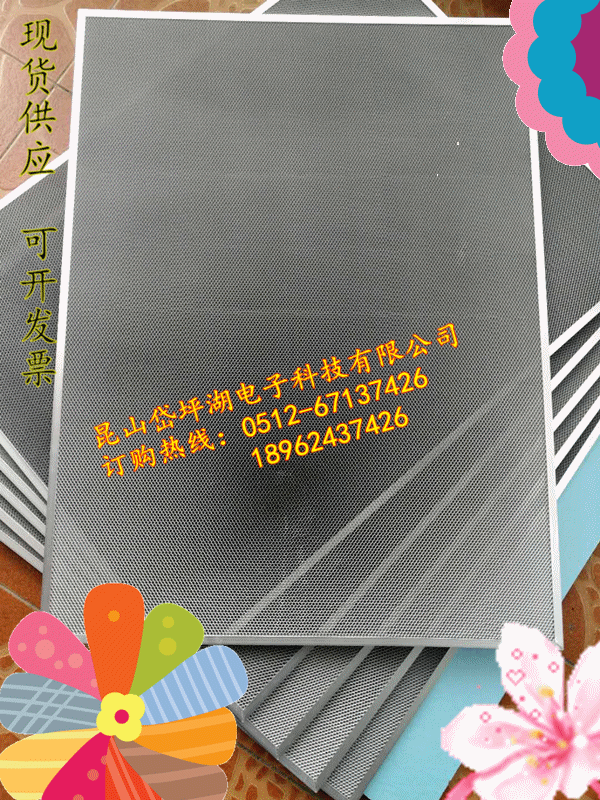 现货供应 可开发票
昆山岱坪湖电子科技有限公司
订购热线：0512-67137426
18962437426